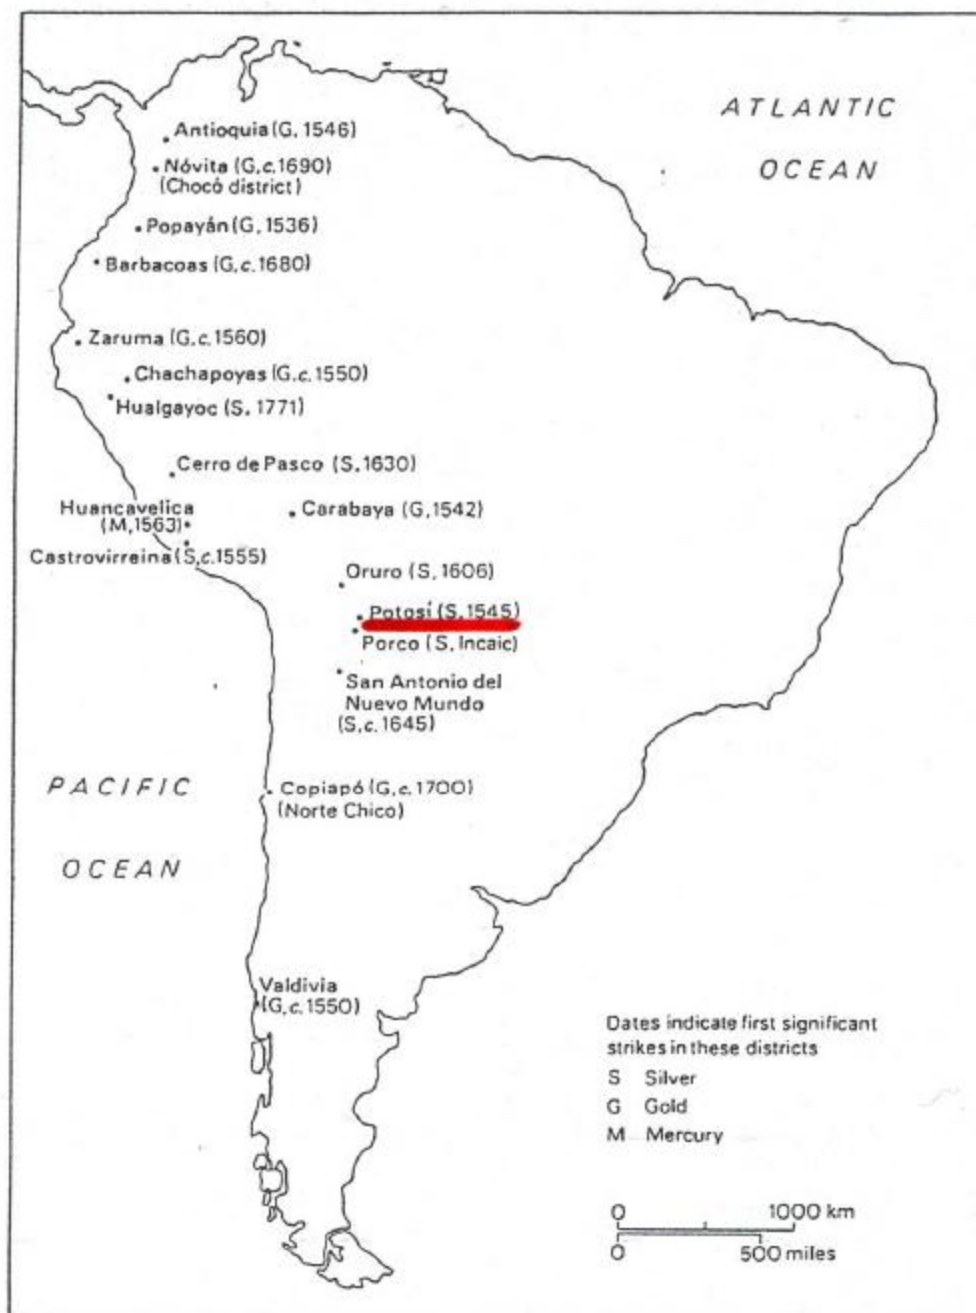 ATLANTIC
OCEAN
Antioquia (G, 1546)
Nóvita (G,c.1690)
(Chocó district)
Popayán (G, 1536)
Barbacoas (G,c.1680)
Zaruma (G,c.1560)
Chachapoyas (G,c.1550)
Hualgayoc (S, 1771)
Cerro de Pasco (S,1630)
Huancavelica
(M,1563)
Carabaya (G,1542)
Castrovirreina (S,c.1555)
Oruro (S, 1606)
Potosí (S, 1545)
Porco (S, Incaic)
San Antonio del
Nuevo Mundo
(S,c.1645)
PACIFIC
OCEAN
Copiapó (G,c.1700)
(Norte Chico)
Valdivia
(G,c.1550)
Dates indicate first significant
strikes in these districts
S Silver
G Gold
M Mercury
0 1000 km
0 500 miles